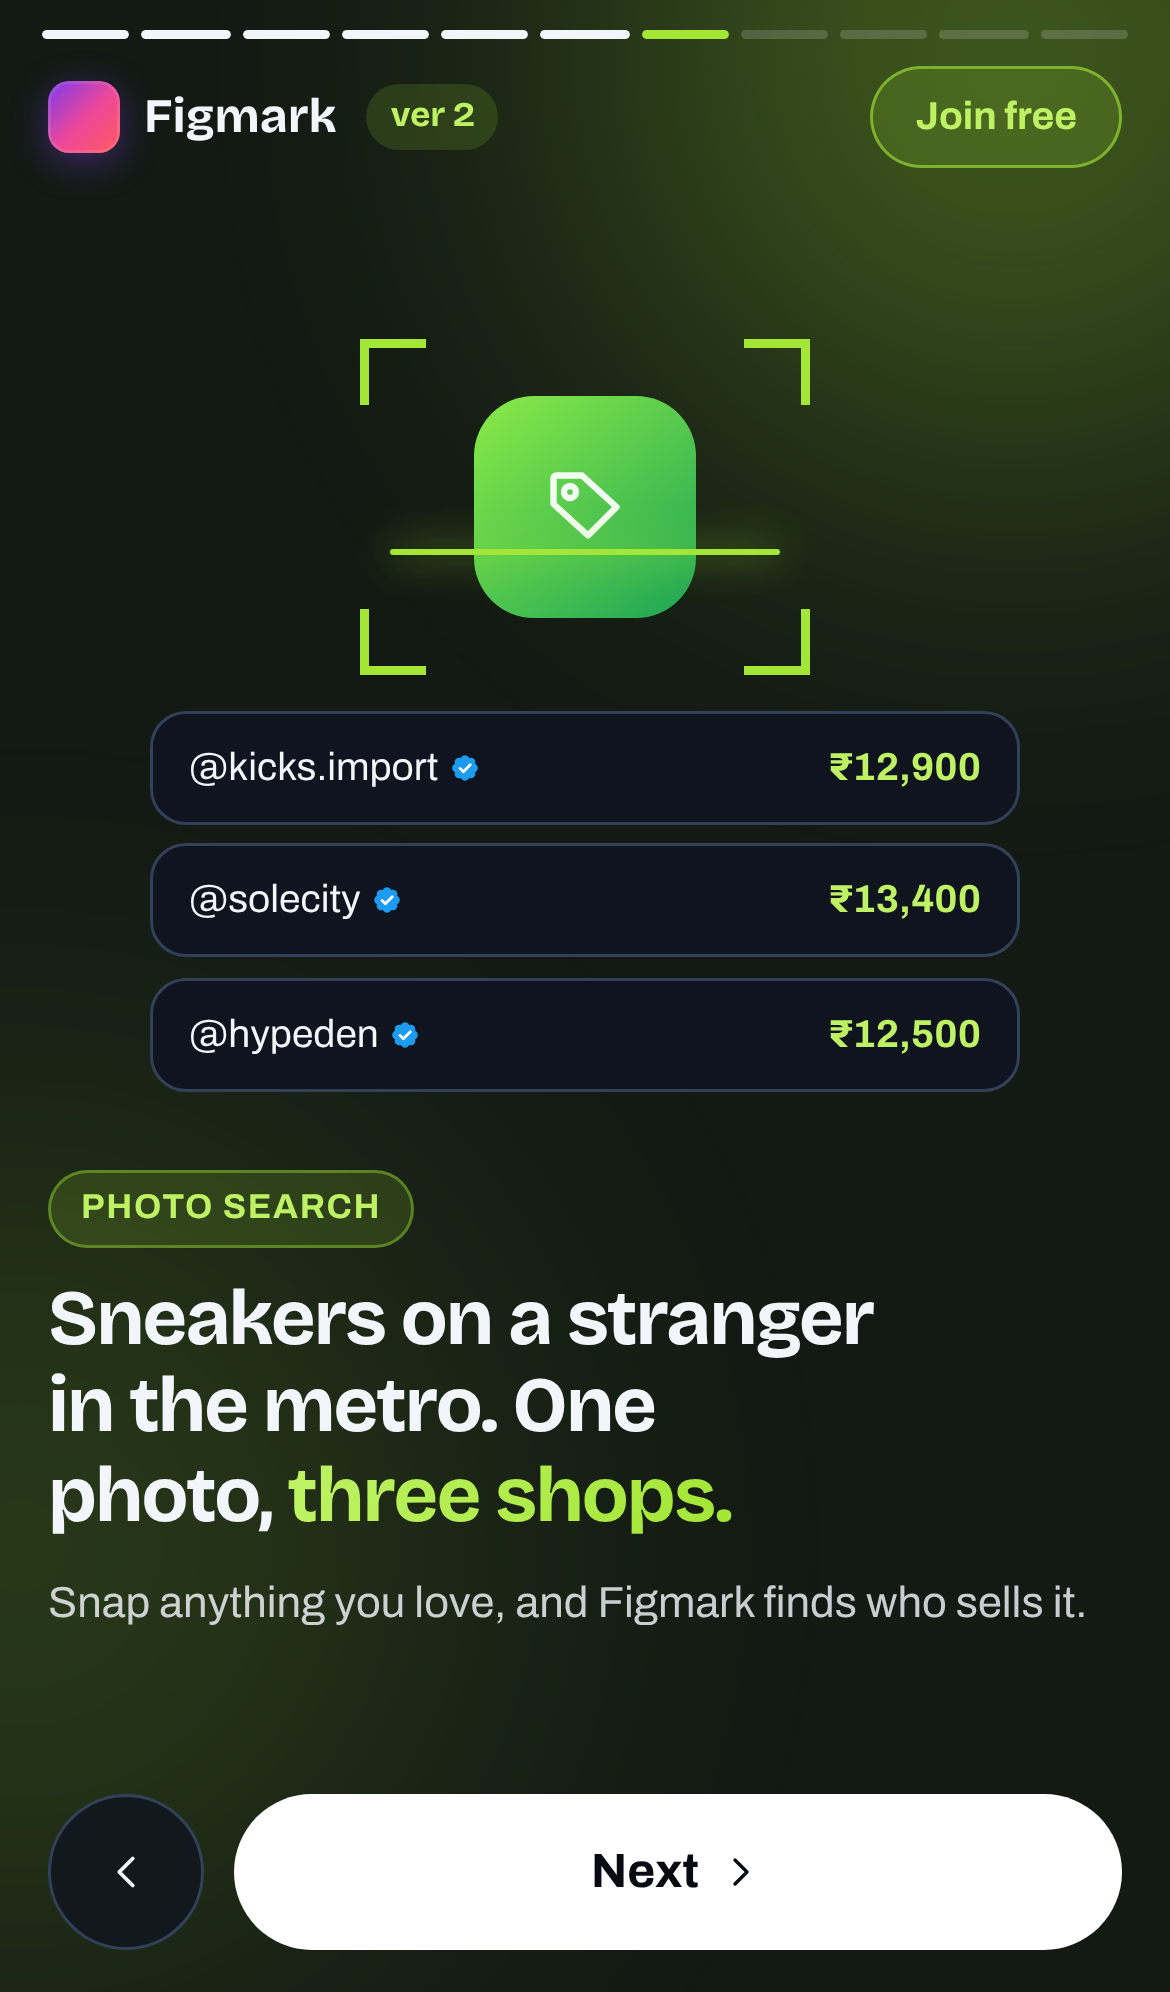 Figmark ver 2 Join free
@kicks.import ₹12,900
@solecity ₹13,400
@hypeden ₹12,500
PHOTO SEARCH
Sneakers on a stranger
in the metro. One
photo, three shops.
Snap anything you love, and Figmark finds who sells it.
Next